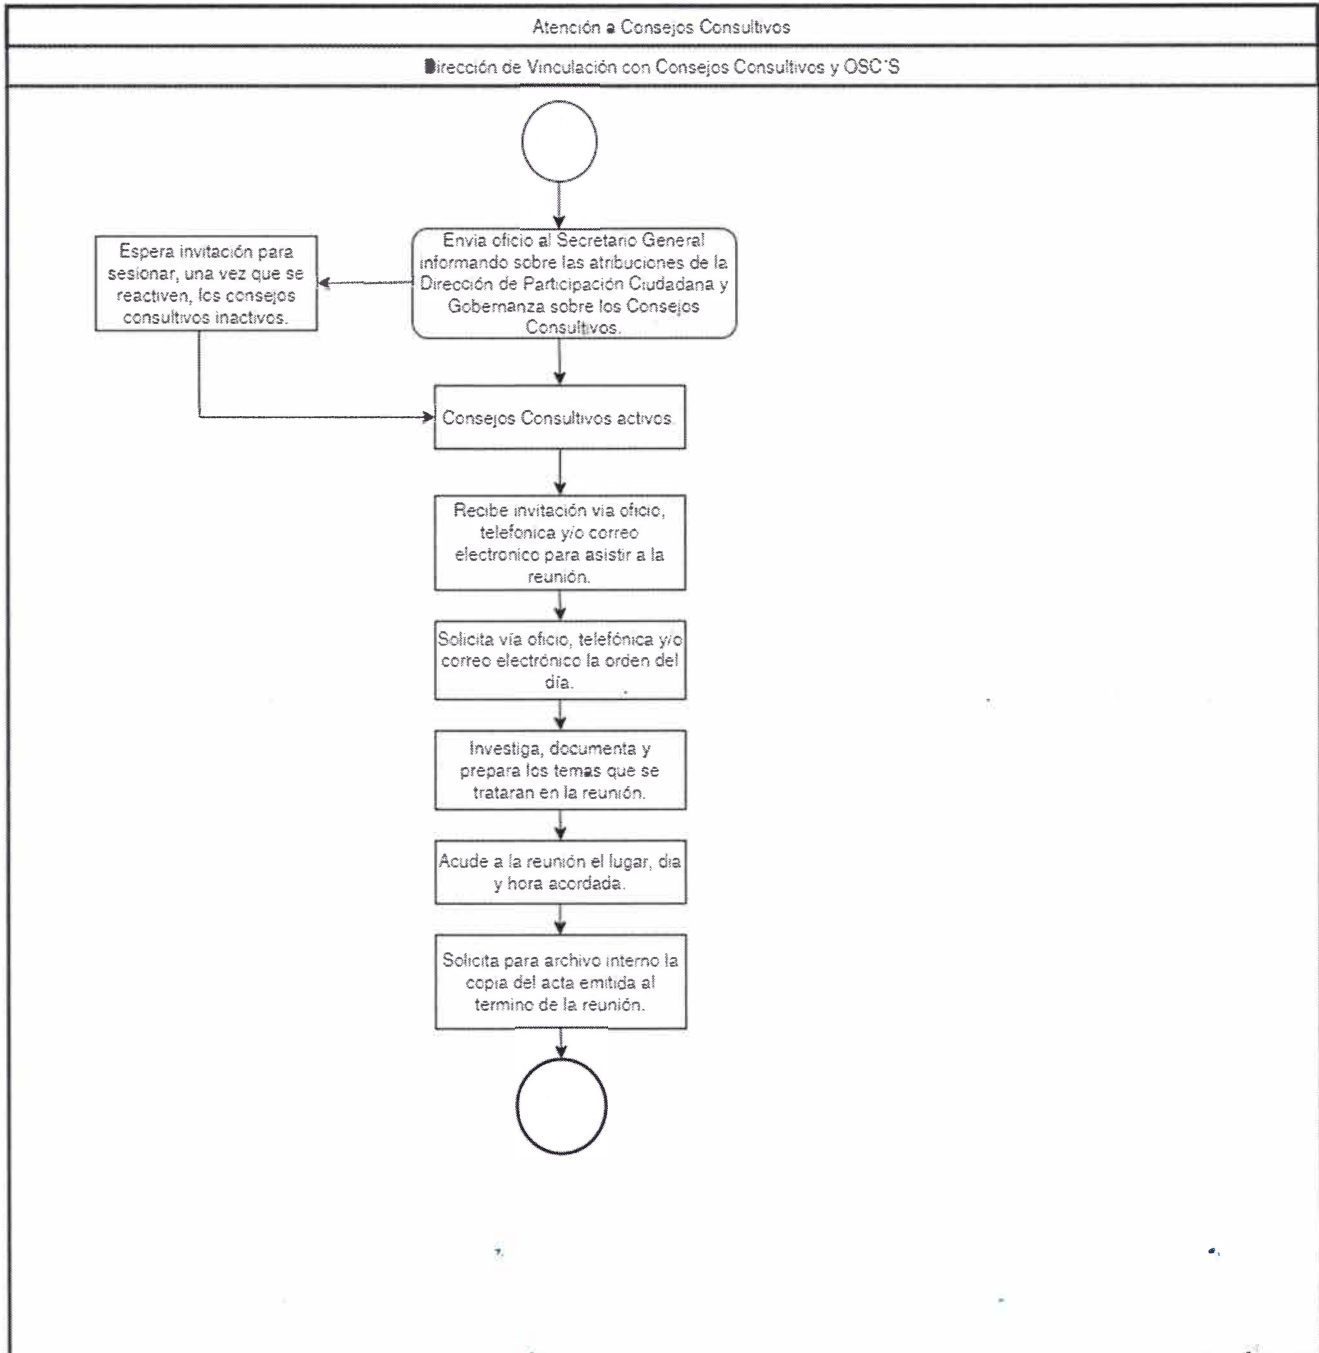 Atención a Consejos Consultivos
Dirección de Vinculación con Consejos Consultivos y OSC'S
Envia oficio al Secretario General
informando sobre las atribuciones de la
Dirección de Participación Ciudadana y
Gobernanza sobre los Consejos
Consultivos.
Espera invitación para
sesionar, una vez que se
reactiven, los consejos
consultivos inactivos.
Consejos Consultivos activos.
Recibe invitación via oficio,
telefonica y/o correo
electronico para asistir a la
reunión.
Solicita vía oficio, telefónica y/o
correo electrónico la orden del
día.
Investiga, documenta y
prepara los temas que se
trataran en la reunión.
Acude a la reunión el lugar, dia
y hora acordada.
Solicita para archivo interno la
copia del acta emitida al
termino de la reunión.